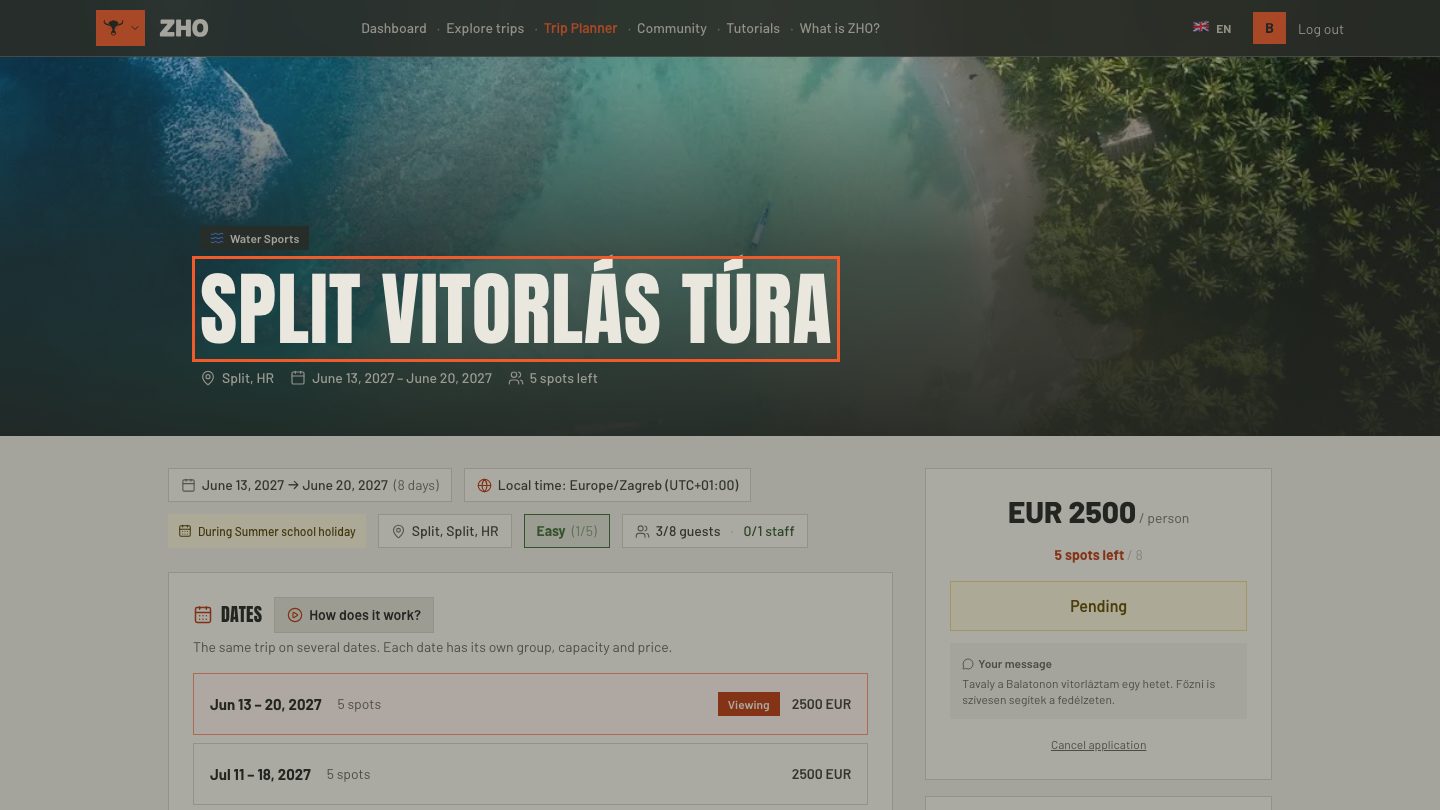 ZHO
Dashboard · Explore trips · Trip Planner · Community · Tutorials · What is ZHO?
EN
B
Log out
Water Sports
SPLIT VITORLÁS TÚRA
Split, HR
June 13, 2027 – June 20, 2027
5 spots left
June 13, 2027 → June 20, 2027 (8 days)
Local time: Europe/Zagreb (UTC+01:00)
During Summer school holiday
Split, Split, HR
Easy (1/5)
3/8 guests · 0/1 staff
DATES
How does it work?
The same trip on several dates. Each date has its own group, capacity and price.
Jun 13 – 20, 2027 5 spots Viewing 2500 EUR
Jul 11 – 18, 2027 5 spots 2500 EUR
EUR 2500 / person
5 spots left / 8
Pending
Your message
Tavaly a Balatonon vitorláztam egy hetet. Főzni is
szívesen segítek a fedélzeten.
Cancel application